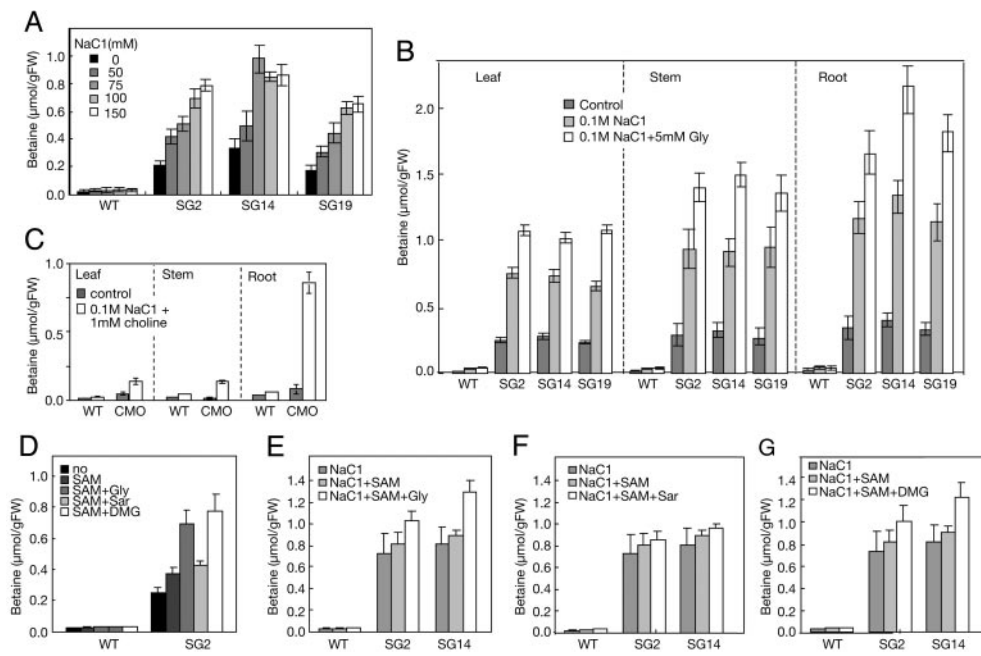 A
NaC1(mM)
0
50
75
100
150
Betaine (μmol/gFW)
1.0
0.8
0.6
0.4
0.2
0.0
WT
SG2
SG14
SG19
B
Leaf
Stem
Root
Control
0.1M NaC1
0.1M NaC1+5mM Gly
Betaine (μmol/gFW)
2.0
1.5
1.0
0.5
0.0
WT
SG2
SG14
SG19
WT
SG2
SG14
SG19
WT
SG2
SG14
SG19
C
Leaf
Stem
Root
control
0.1M NaC1 +
1mM choline
Betaine (μmol/gFW)
1.0
0.5
0.0
WT
CMO
WT
CMO
WT
CMO
D
no
SAM
SAM+Gly
SAM+Sar
SAM+DMG
Betaine (μmol/gFW)
1.0
0.8
0.6
0.4
0.2
0.0
WT
SG2
E
NaC1
NaC1+SAM
NaC1+SAM+Gly
Betaine (μmol/gFW)
1.4
1.2
1.0
0.8
0.6
0.4
0.2
0.0
WT
SG2
SG14
F
NaC1
NaC1+SAM
NaC1+SAM+Sar
Betaine (μmol/gFW)
1.4
1.2
1.0
0.8
0.6
0.4
0.2
0.0
WT
SG2
SG14
G
NaC1
NaC1+SAM
NaC1+SAM+DMG
Betaine (μmol/gFW)
1.4
1.2
1.0
0.8
0.6
0.4
0.2
0.0
WT
SG2
SG14